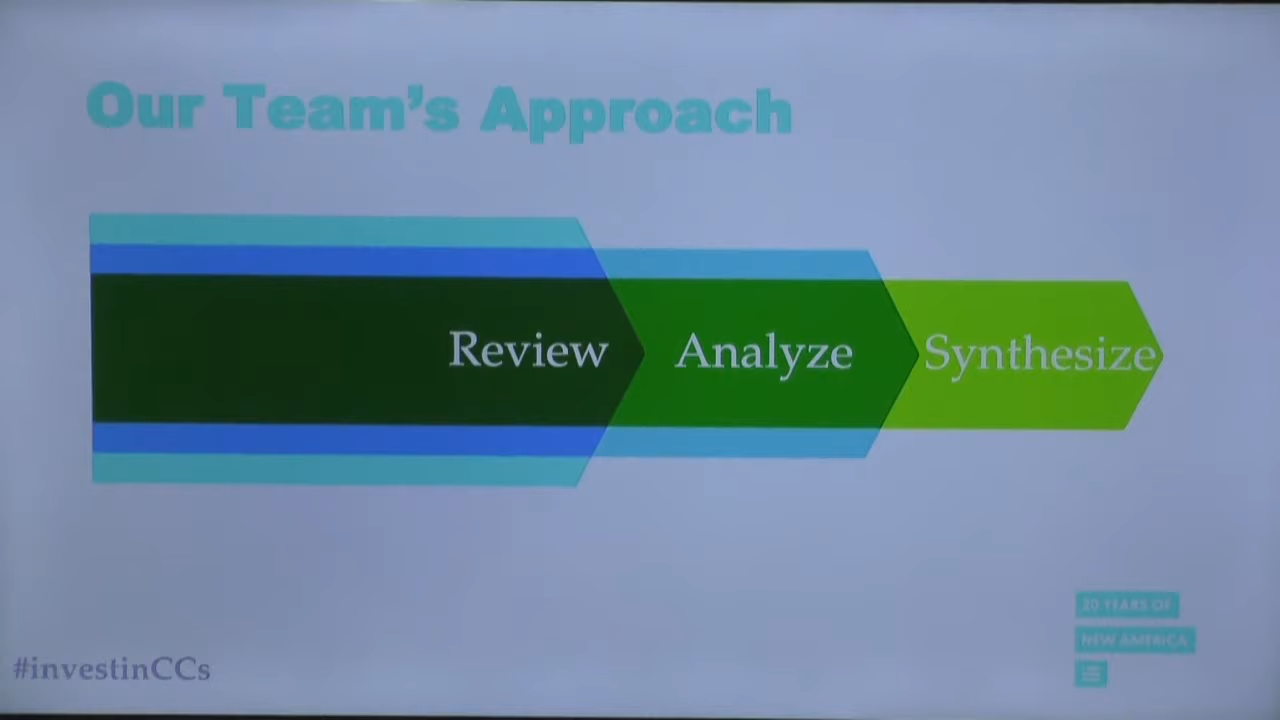 Our Team's Approach
Review
Analyze
Synthesize
20 YEARS OF
NEW AMERICA
#investinCCs